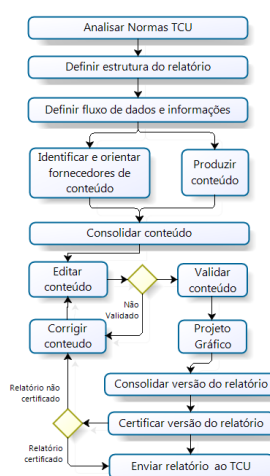 Analisar Normas TCU
Definir estrutura do relatório
Definir fluxo de dados e informações
Identificar e orientar
fornecedores de
conteúdo
Produzir
conteúdo
Consolidar conteúdo
Editar
conteúdo
Validar
conteúdo
Não
Validado
Corrigir
conteudo
Projeto
Gráfico
Relatório não
certificado
Consolidar versão do relatório
Certificar versão do relatório
Relatório
certificado
Enviar relatório ao TCU